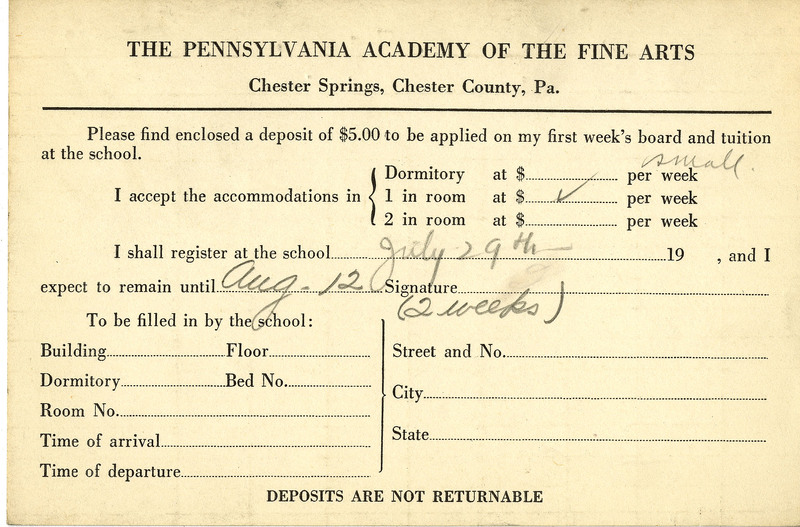 THE PENNSYLVANIA ACADEMY OF THE FINE ARTS
Chester Springs, Chester County, Pa.
Please find enclosed a deposit of $5.00 to be applied on my first week's board and tuition
at the school.
small.
Dormitory at $ per week
I accept the accommodations in { 1 in room at $ ✓ per week
2 in room at $ per week
I shall register at the school July 29th 19 , and I
expect to remain until Aug. 12 Signature
(2 weeks)
To be filled in by the school:
Building Floor
Street and No.
Dormitory Bed No.
City
Room No.
State
Time of arrival
Time of departure
DEPOSITS ARE NOT RETURNABLE